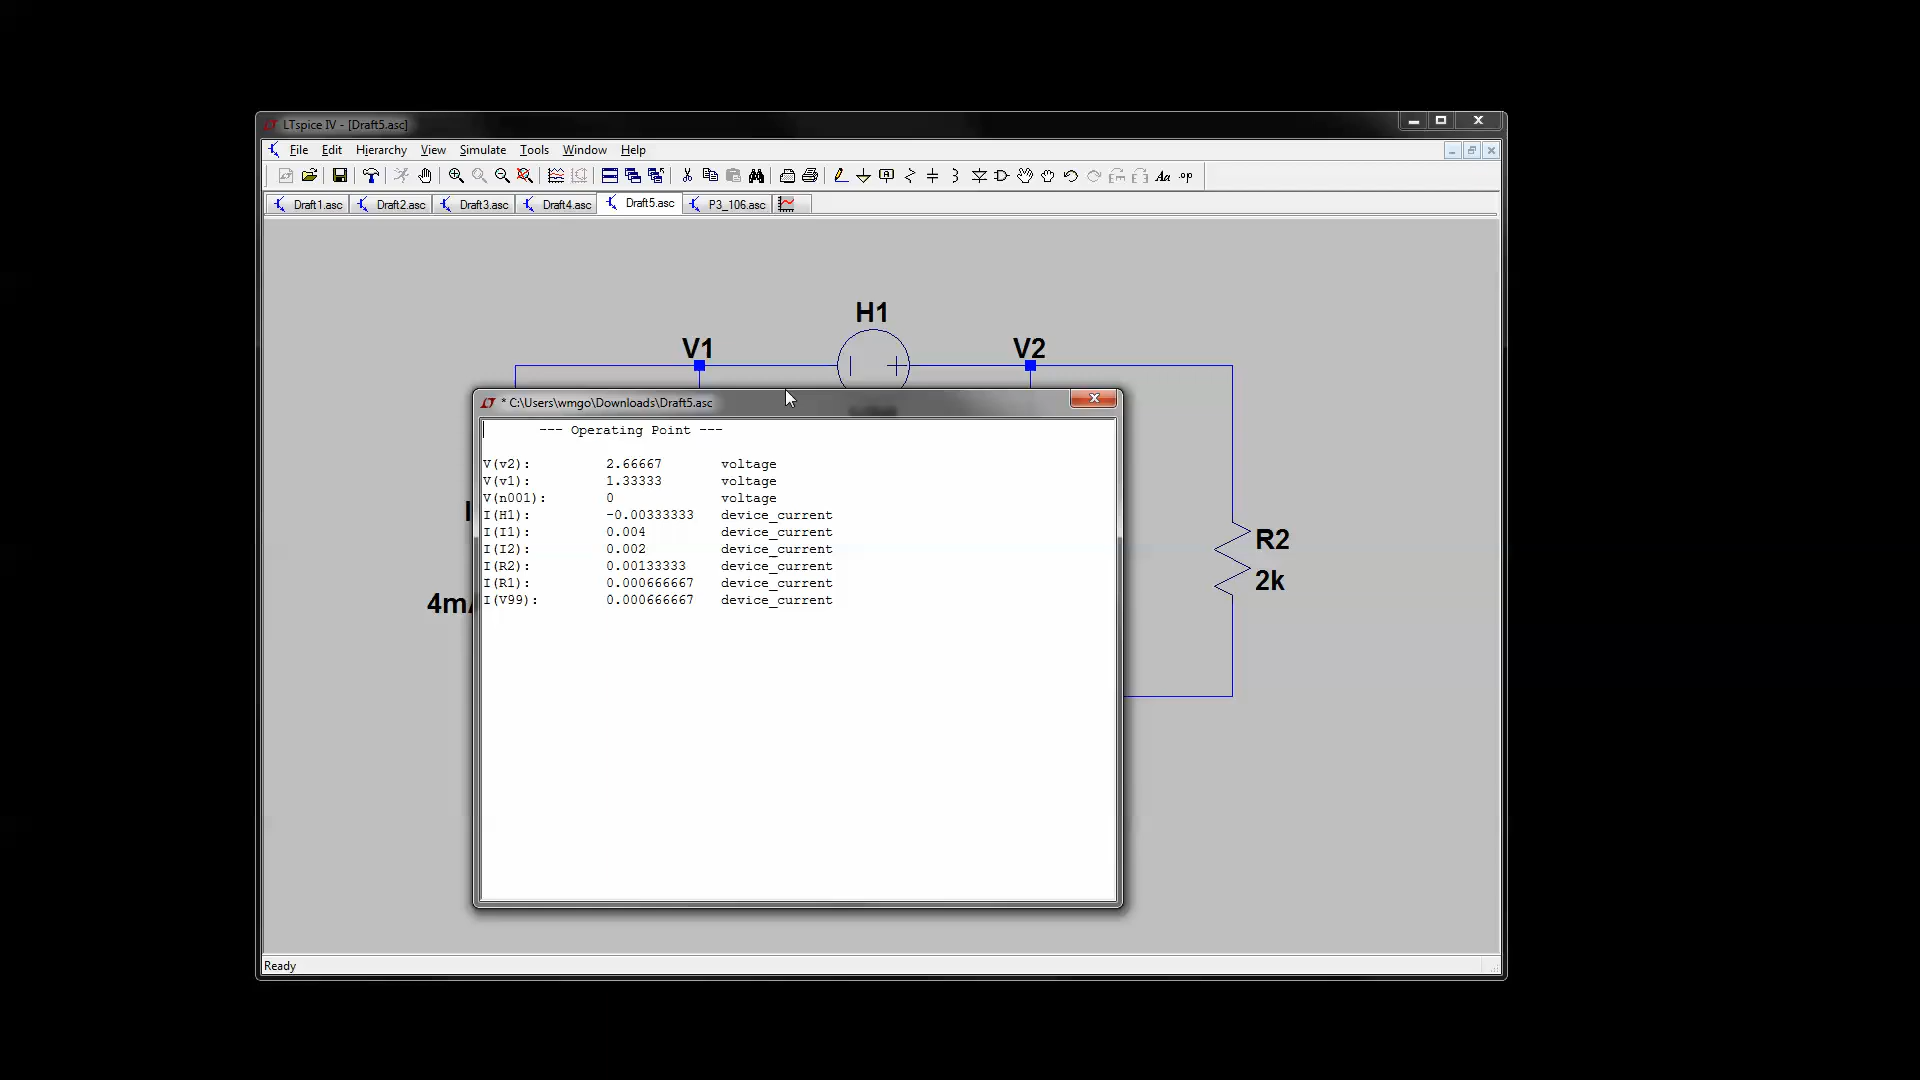 LTspice IV - [Draft5.asc]
File Edit Hierarchy View Simulate Tools Window Help
Draft1.asc Draft2.asc Draft3.asc Draft4.asc Draft5.asc P3_106.asc
H1
V1 V2
* C:\Users\wmgo\Downloads\Draft5.asc
--- Operating Point ---
V(v2): 2.66667 voltage
V(v1): 1.33333 voltage
V(n001): 0 voltage
I(H1): -0.00333333 device_current
I(I1): 0.004 device_current
I(I2): 0.002 device_current
I(R2): 0.00133333 device_current
I(R1): 0.000666667 device_current
I(V99): 0.000666667 device_current
R2
2k
4m
Ready